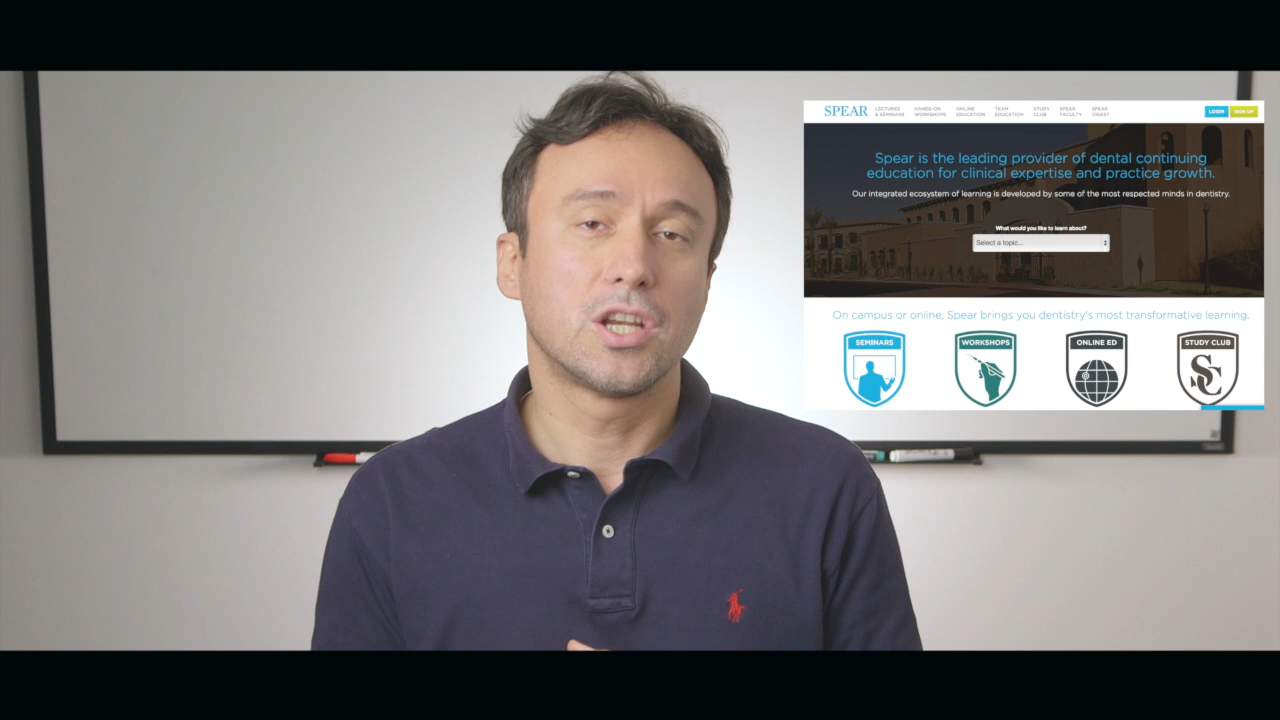 SPEAR
LECTURES
& SEMINARS
HANDS-ON
WORKSHOPS
ONLINE
EDUCATION
TEAM
EDUCATION
STUDY
CLUB
SPEAR
FACULTY
SPEAR
DIGEST
LOGIN
SIGN UP
Spear is the leading provider of dental continuing
education for clinical expertise and practice growth.
Our integrated ecosystem of learning is developed by some of the most respected minds in dentistry.
What would you like to learn about?
Select a topic...
On campus or online, Spear brings you dentistry's most transformative learning.
SEMINARS
WORKSHOPS
ONLINE ED
STUDY CLUB
SC